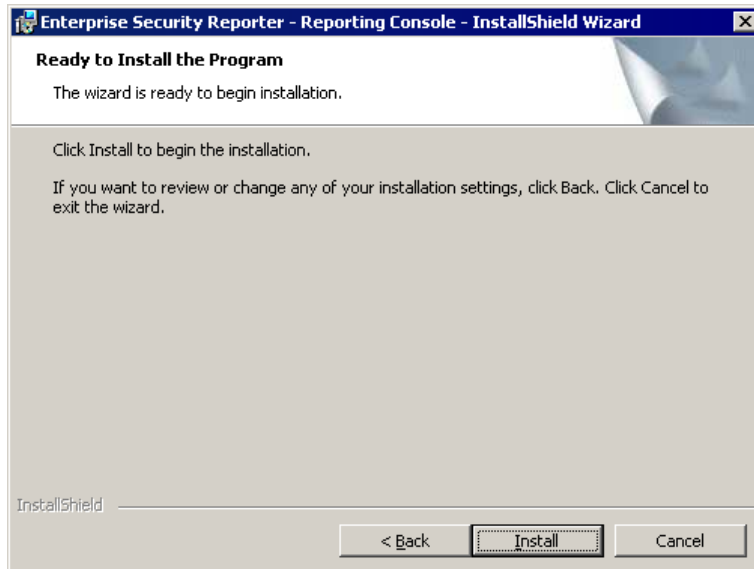 Enterprise Security Reporter - Reporting Console - InstallShield Wizard
Ready to Install the Program
The wizard is ready to begin installation.
Click Install to begin the installation.
If you want to review or change any of your installation settings, click Back. Click Cancel to
exit the wizard.
InstallShield
< Back
Install
Cancel